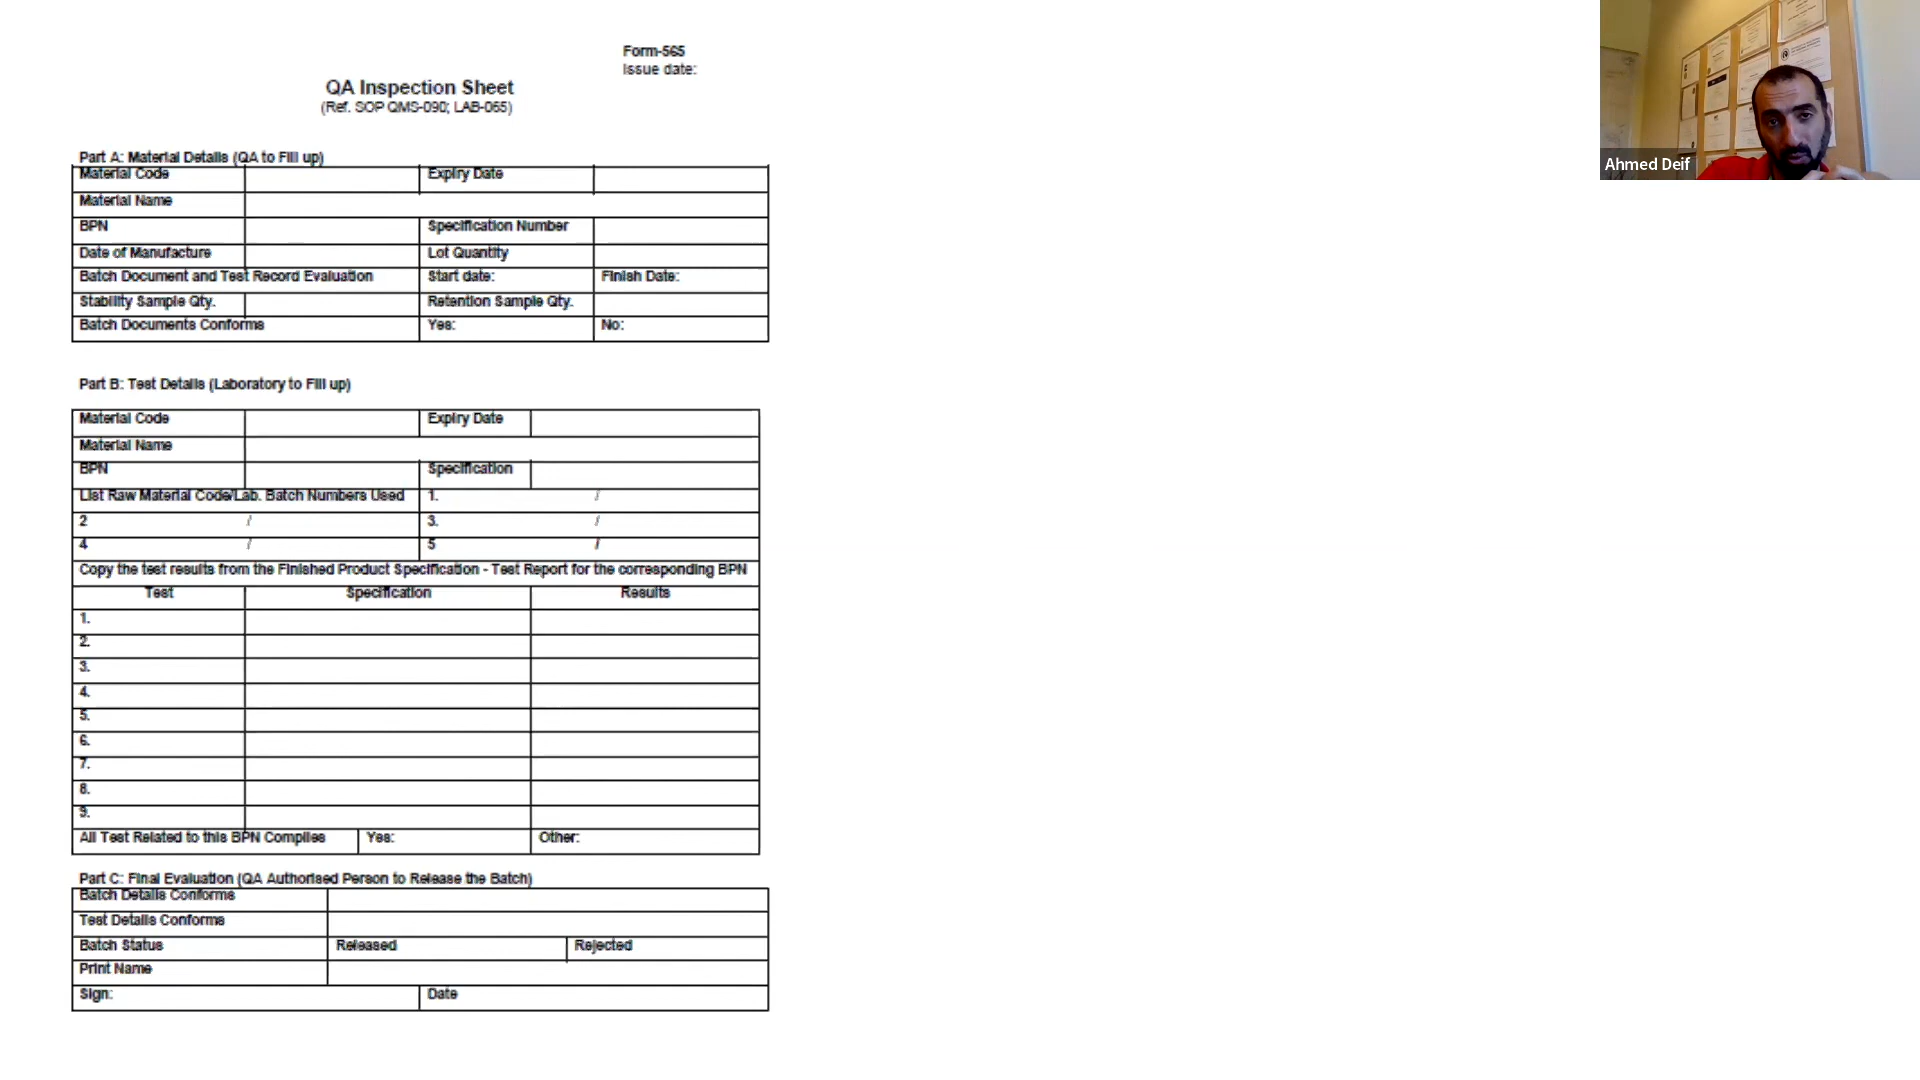 Form-565
Issue date:
QA Inspection Sheet
(Ref. SOP QMS-090; LAB-065)
Part A: Material Details (QA to Fill up)
Material Code Expiry Date
Material Name
BPN Specification Number
Date of Manufacture Lot Quantity
Batch Document and Test Record Evaluation Start date: Finish Date:
Stability Sample Qty. Retention Sample Qty.
Batch Documents Conforms Yes: No:
Part B: Test Details (Laboratory to Fill up)
Material Code Expiry Date
Material Name
BPN Specification
List Raw Material Code/Lab. Batch Numbers Used 1. /
2 / 3. /
4 / 5 /
Copy the test results from the Finished Product Specification - Test Report for the corresponding BPN
Test Specification Results
1.
2.
3.
4.
5.
6.
7.
8.
9.
All Test Related to this BPN Complies Yes: Other:
Part C: Final Evaluation (QA Authorised Person to Release the Batch)
Batch Details Conforms
Test Details Conforms
Batch Status Released Rejected
Print Name
Sign: Date
Ahmed Deif